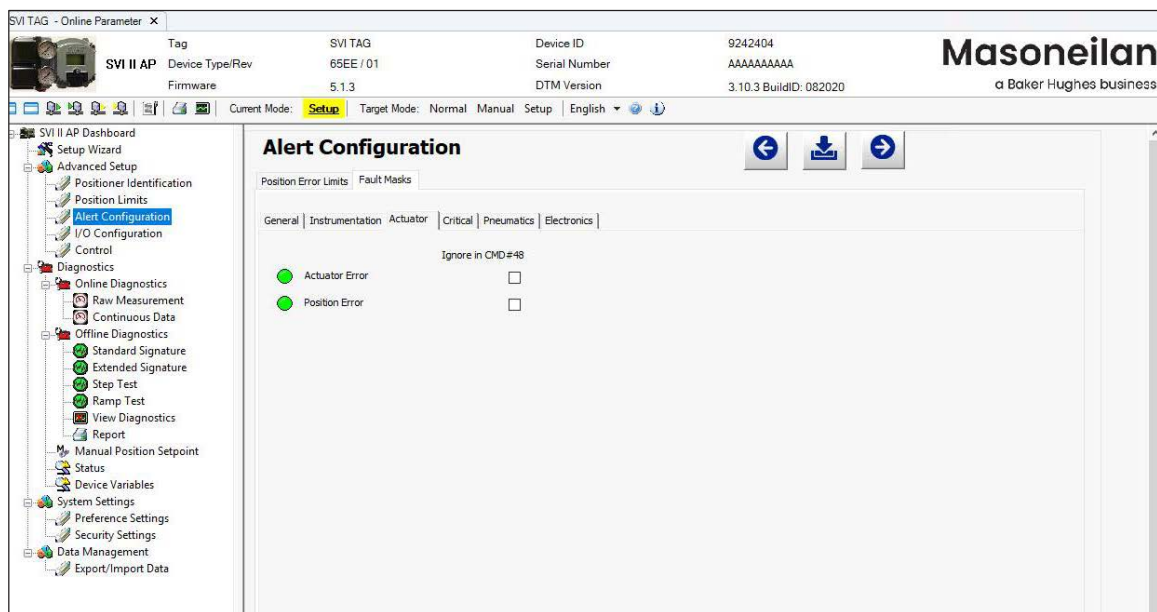 SVI TAG - Online Parameter ×
Tag SVI TAG Device ID 9242404
SVI II AP Device Type/Rev 65EE / 01 Serial Number AAAAAAAAAA
Firmware 5.1.3 DTM Version 3.10.3 BuildID: 082020
Masoneilan
a Baker Hughes business
Current Mode: Setup Target Mode: Normal Manual Setup English
SVI II AP Dashboard
Setup Wizard
Advanced Setup
Positioner Identification
Position Limits
Alert Configuration
I/O Configuration
Control
Diagnostics
Online Diagnostics
Raw Measurement
Continuous Data
Offline Diagnostics
Standard Signature
Extended Signature
Step Test
Ramp Test
View Diagnostics
Report
Manual Position Setpoint
Status
Device Variables
System Settings
Preference Settings
Security Settings
Data Management
Export/Import Data
Alert Configuration
Position Error Limits Fault Masks
General Instrumentation Actuator Critical Pneumatics Electronics
Ignore in CMD#48
Actuator Error
Position Error